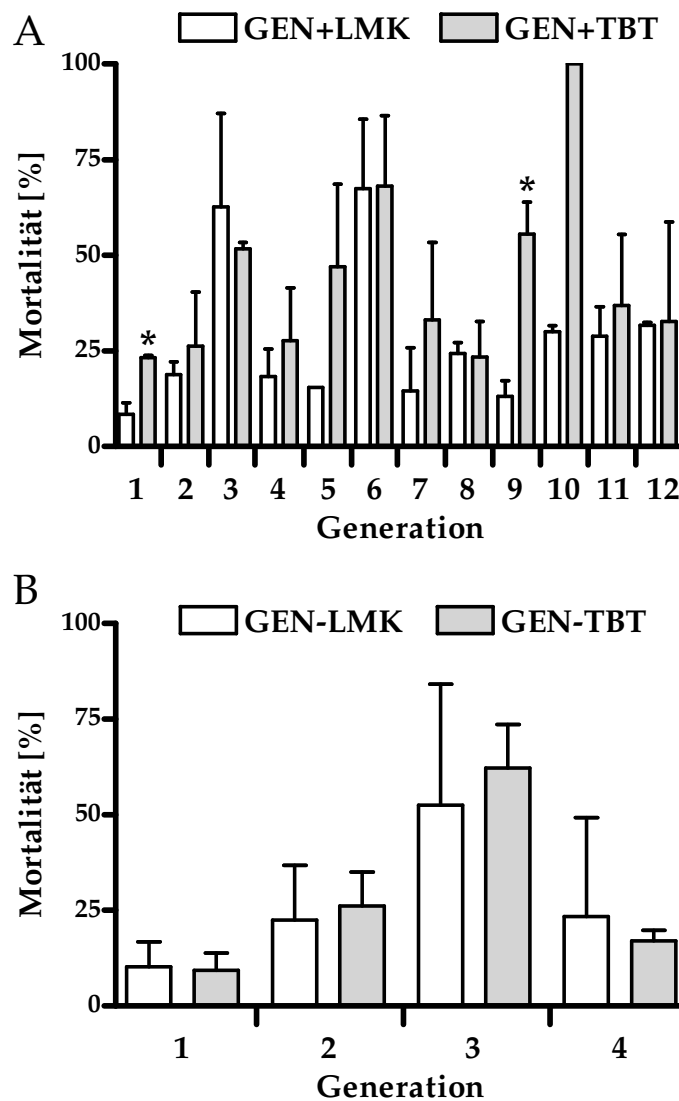 A
GEN+LMK GEN+TBT
Mortalität [%]
100
75
50
25
0
*
*
1 2 3 4 5 6 7 8 9 10 11 12
Generation
B
GEN-LMK GEN-TBT
Mortalität [%]
100
75
50
25
0
1 2 3 4
Generation